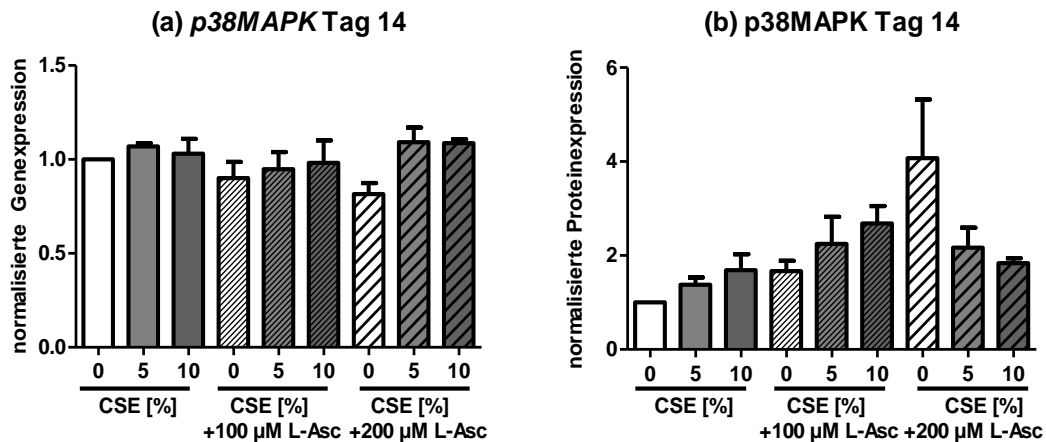 (a) p38MAPK Tag 14
normalisierte Genexpression
1.5
1.0
0.5
0.0
0 5 10 0 5 10 0 5 10
CSE [%] CSE [%] CSE [%]
+100 µM L-Asc +200 µM L-Asc
(b) p38MAPK Tag 14
normalisierte Proteinexpression
6
4
2
0
0 5 10 0 5 10 0 5 10
CSE [%] CSE [%] CSE [%]
+100 µM L-Asc +200 µM L-Asc